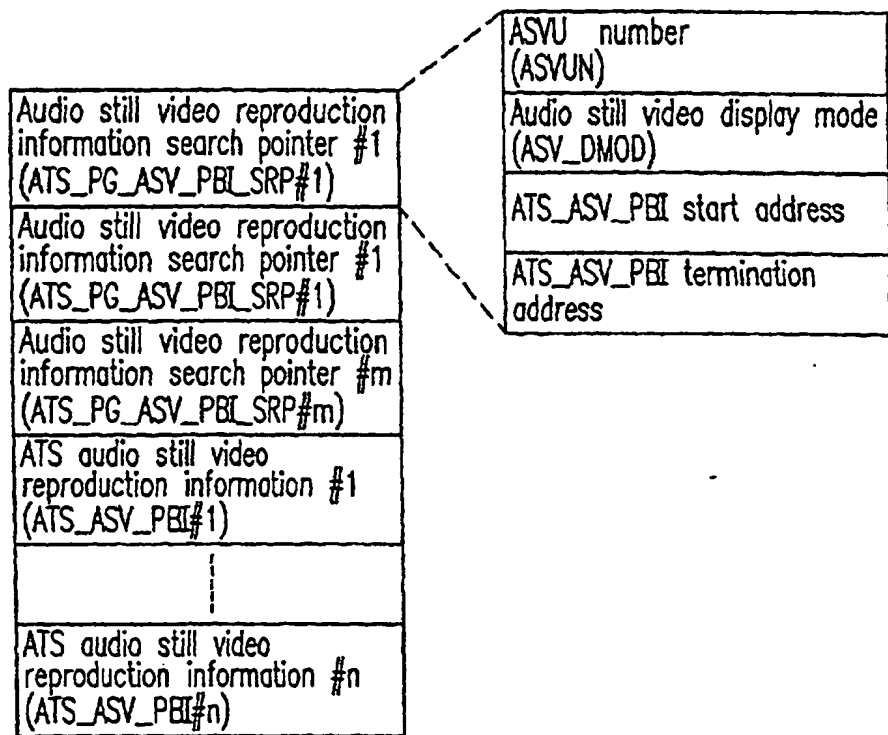 Audio still video reproduction
information search pointer #1
(ATS_PG_ASV_PBI_SRP#1)
Audio still video reproduction
information search pointer #1
(ATS_PG_ASV_PBI_SRP#1)
Audio still video reproduction
information search pointer #m
(ATS_PG_ASV_PBI_SRP#m)
ATS audio still video
reproduction information #1
(ATS_ASV_PBI#1)
ATS audio still video
reproduction information #n
(ATS_ASV_PBI#n)
ASVU number
(ASVUN)
Audio still video display mode
(ASV_DMOD)
ATS_ASV_PBI start address
ATS_ASV_PBI termination
address